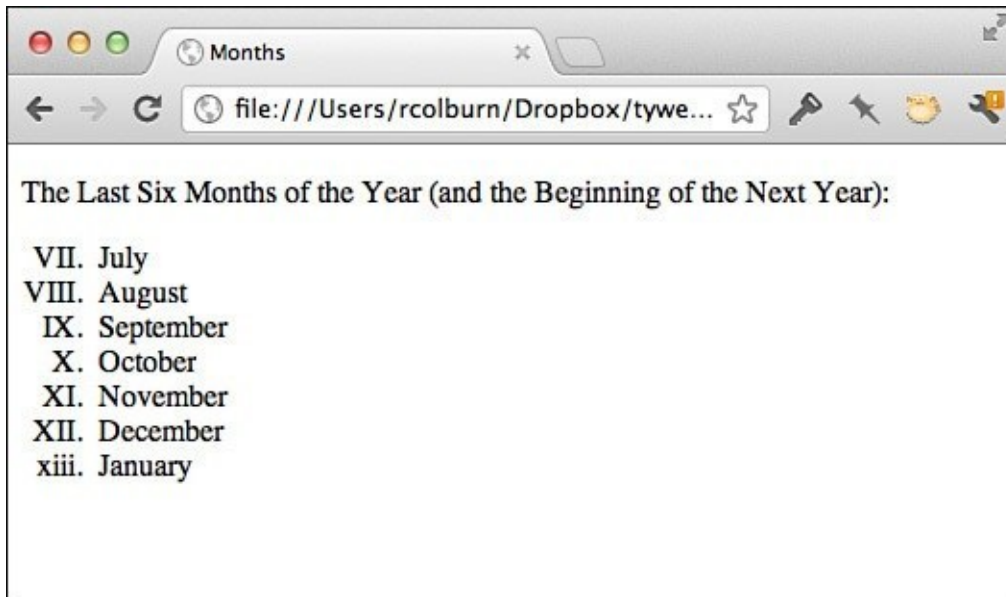 Months
file:///Users/rcolburn/Dropbox/tywe...
The Last Six Months of the Year (and the Beginning of the Next Year):
VII. July
VIII. August
IX. September
X. October
XI. November
XII. December
xiii. January